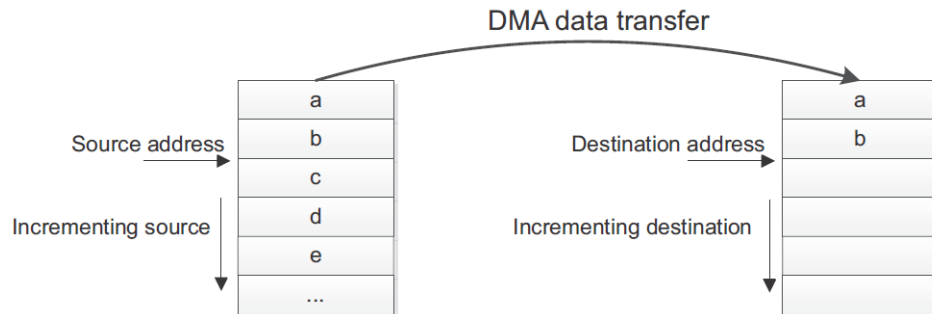 DMA data transfer
a
a
Source address
b
Destination address
b
c
Incrementing source
d
Incrementing destination
e
...